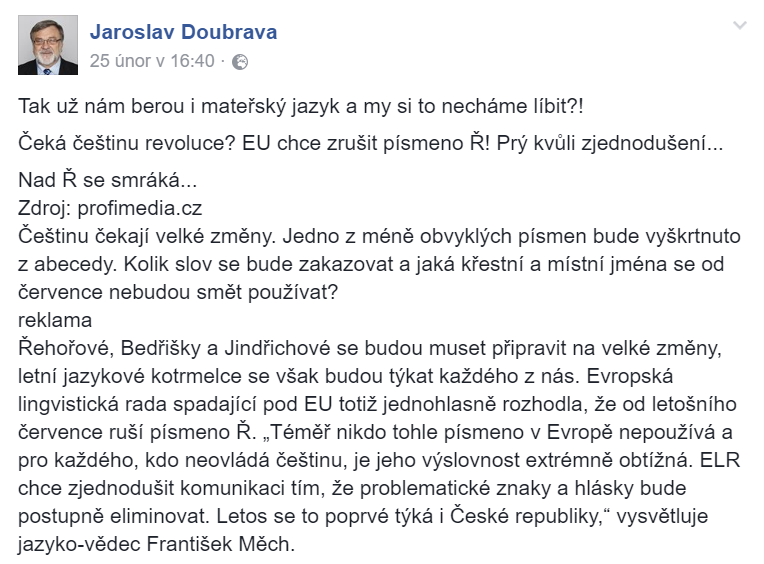 Jaroslav Doubrava
25 únor v 16:40 ·
Tak už nám berou i mateřský jazyk a my si to necháme líbit?!
Čeká češtinu revoluce? EU chce zrušit písmeno Ř! Prý kvůli zjednodušení...
Nad Ř se smráká...
Zdroj: profimedia.cz
Češtinu čekají velké změny. Jedno z méně obvyklých písmen bude vyškrtnuto
z abecedy. Kolik slov se bude zakazovat a jaká křestní a místní jména se od
července nebudou smět používat?
reklama
Řehořové, Bedřišky a Jindřichové se budou muset připravit na velké změny,
letní jazykové kotrmelce se však budou týkat každého z nás. Evropská
lingvistická rada spadající pod EU totiž jednohlasně rozhodla, že od letošního
července ruší písmeno Ř. „Téměř nikdo tohle písmeno v Evropě nepoužívá a
pro každého, kdo neovládá češtinu, je jeho výslovnost extrémně obtížná. ELR
chce zjednodušit komunikaci tím, že problematické znaky a hlásky bude
postupně eliminovat. Letos se to poprvé týká i České republiky,“ vysvětluje
jazyko-vědec František Měch.